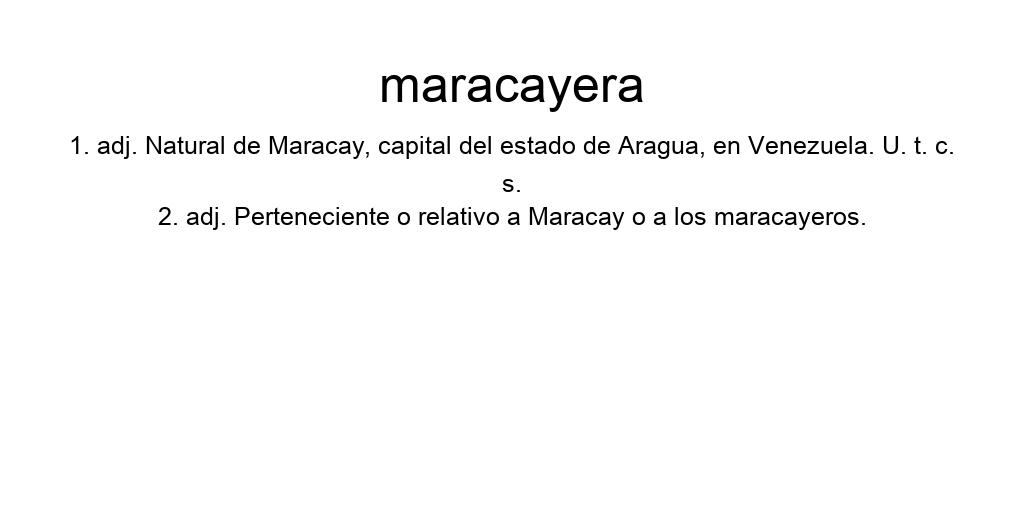 maracayera
1. adj. Natural de Maracay, capital del estado de Aragua, en Venezuela. U. t. c.
s.
2. adj. Perteneciente o relativo a Maracay o a los maracayeros.